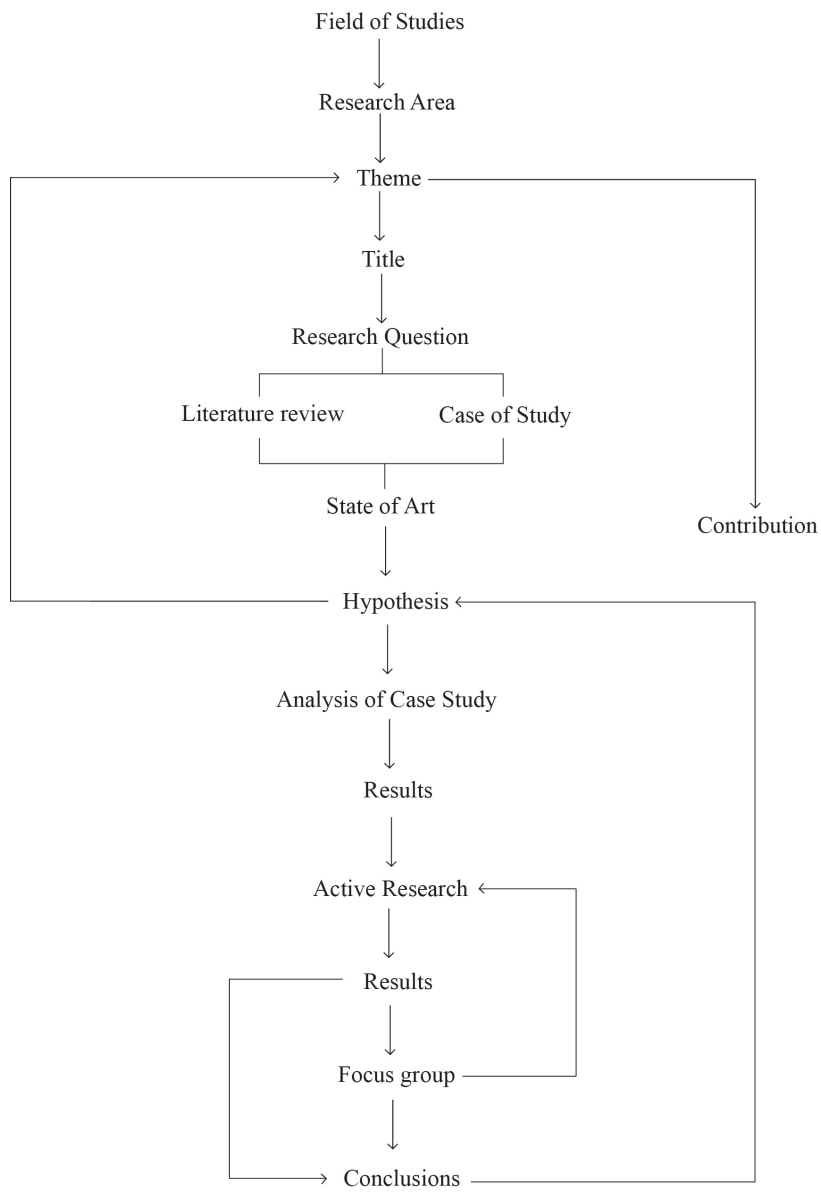 Field of Studies
Research Area
Theme
Title
Research Question
Literature review
Case of Study
State of Art
Contribution
Hypothesis
Analysis of Case Study
Results
Active Research
Results
Focus group
Conclusions